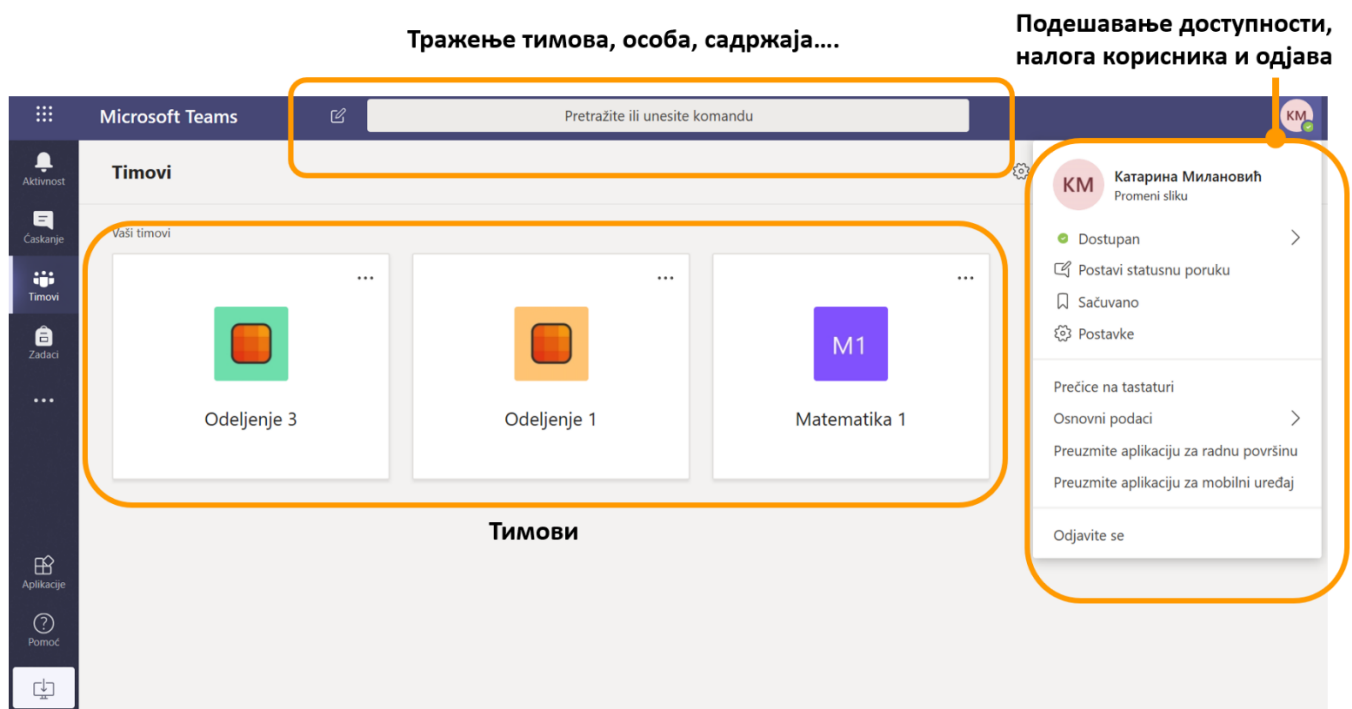 Тражење тимова, особа, садржаја....
Подешавање доступности,
налога корисника и одјава
Microsoft Teams
Pretražite ili unesite komandu
KM
Aktivnost
Ćaskanje
Timovi
Zadaci
Aplikacije
Pomoć
Timovi
Vaši timovi
Odeljenje 3
Odeljenje 1
M1
Matematika 1
Тимови
KM
Катарина Милановић
Promeni sliku
Dostupan
Postavi statusnu poruku
Sačuvano
Postavke
Prečice na tastaturi
Osnovni podaci
Preuzmite aplikaciju za radnu površinu
Preuzmite aplikaciju za mobilni uređaj
Odjavite se